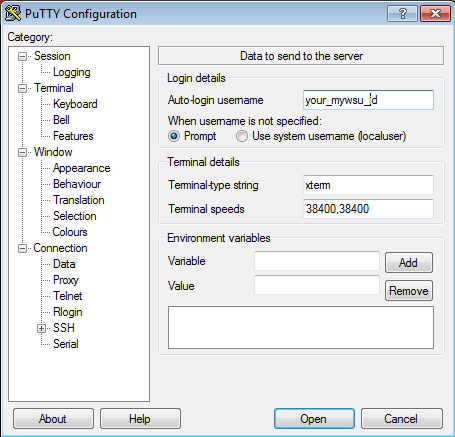 PuTTY Configuration
?
Category:
Session
Logging
Terminal
Keyboard
Bell
Features
Window
Appearance
Behaviour
Translation
Selection
Colours
Connection
Data
Proxy
Telnet
Rlogin
SSH
Serial
Data to send to the server
Login details
Auto-login username
your_mywsu_id
When username is not specified:
Prompt Use system username (localuser)
Terminal details
Terminal-type string xterm
Terminal speeds 38400,38400
Environment variables
Variable Add
Value Remove
About Help Open Cancel